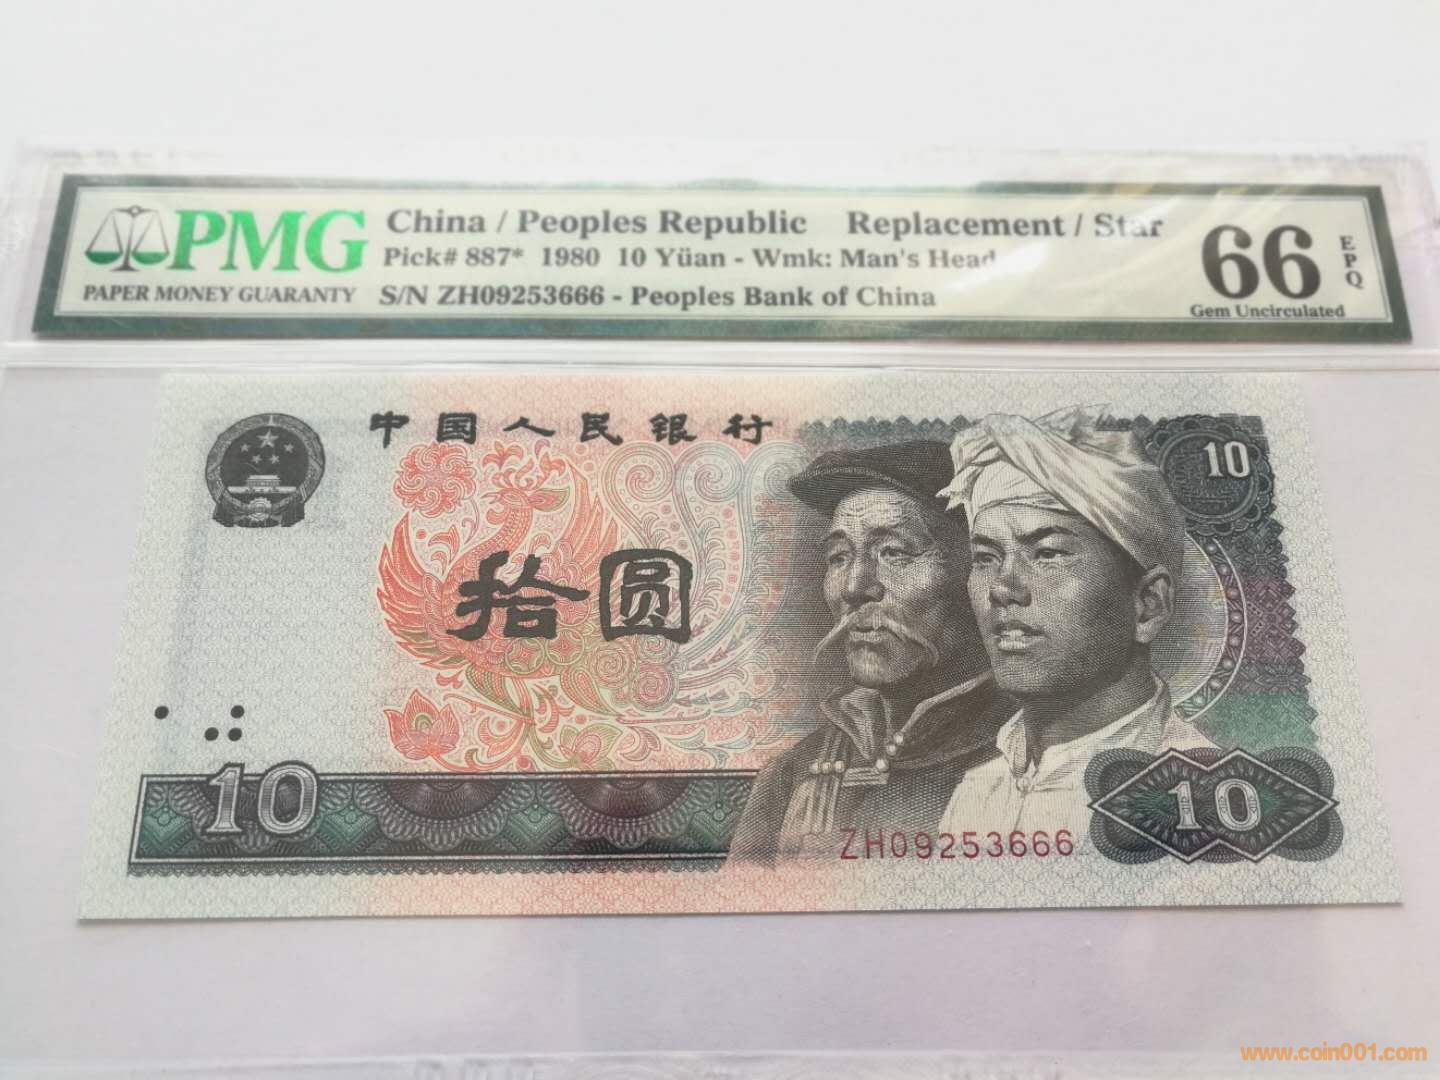 PMG
PAPER MONEY GUARANTY
China / Peoples Republic Replacement / Star
Pick# 887* 1980 10 Yüan - Wmk: Man's Head
S/N ZH09253666 - Peoples Bank of China
66
EPQ
Gem Uncirculated
中国人民银行
10
拾圆
10
ZH09253666
10
www.coin001.com